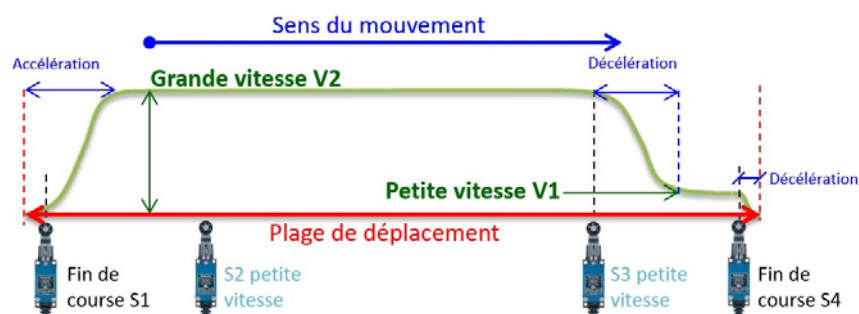 Sens du mouvement
Accélération
Grande vitesse V2
Décélération
Petite vitesse V1
Décélération
Plage de déplacement
Fin de
course S1
S2 petite
vitesse
S3 petite
vitesse
Fin de
course S4